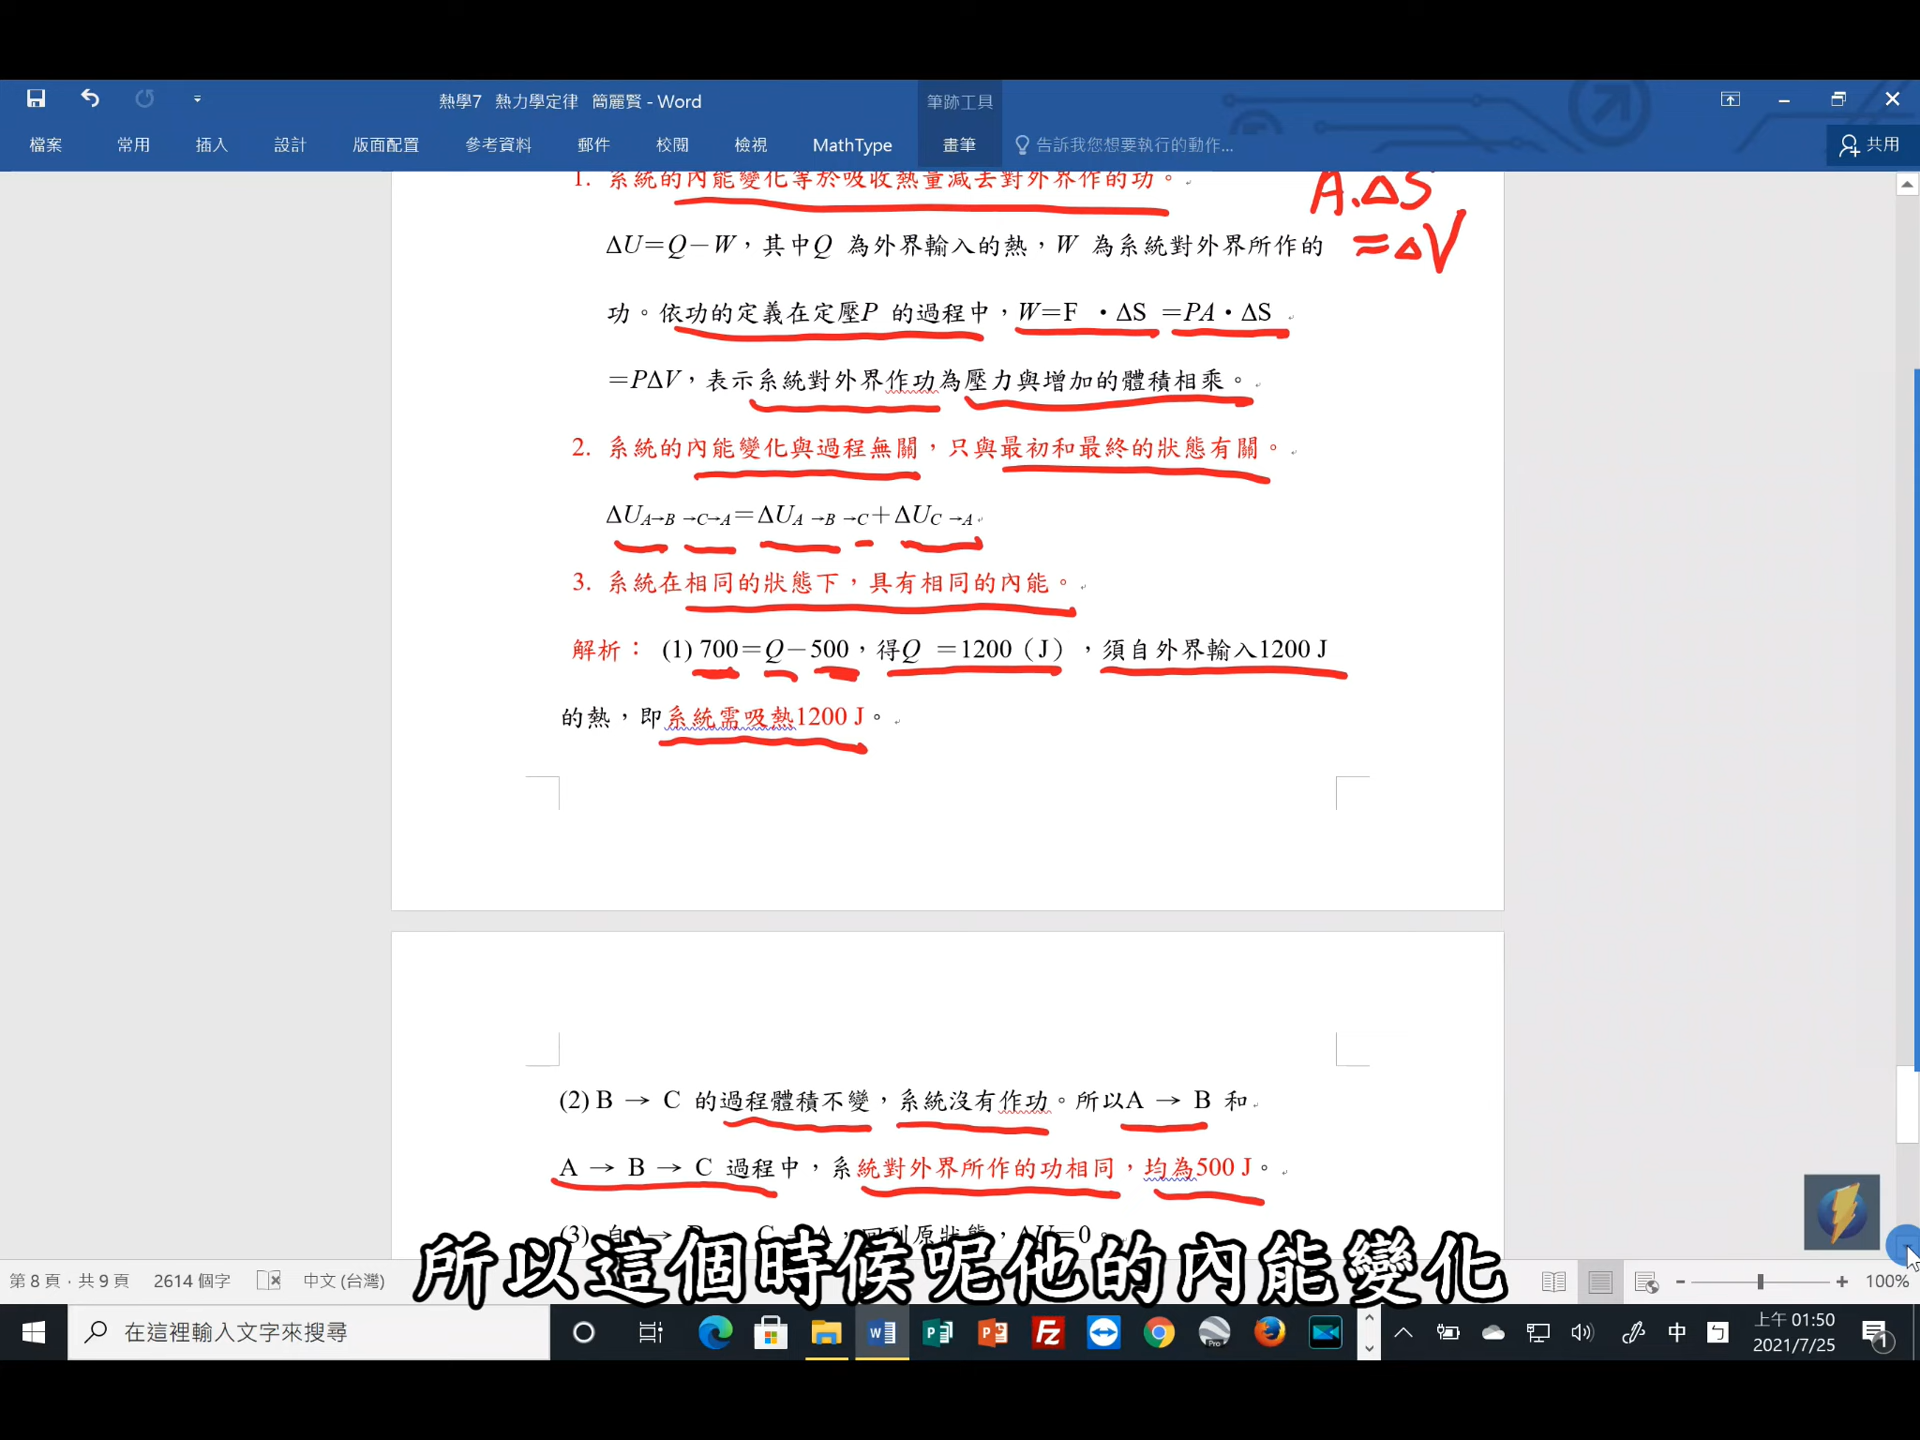 熱學7 熱力學定律 簡麗賢 - Word
筆跡工具
檔案 常用 插入 設計 版面配置 參考資料 郵件 校閱 檢視 MathType 畫筆 告訴我您想要執行的動作... 共用
1. 系統的內能變化等於吸收熱量減去對外界作的功。
A.ΔS
ΔU=Q-W,其中Q 為外界輸入的熱,W 為系統對外界所作的
=ΔV
功。依功的定義在定壓P 的過程中,W=F ・ΔS =PA・ΔS
=PΔV,表示系統對外界作功為壓力與增加的體積相乘。
2. 系統的內能變化與過程無關,只與最初和最終的狀態有關。
ΔU A→B →C→A=ΔU A →B →C+ΔU C →A
3. 系統在相同的狀態下,具有相同的內能。
解析: (1) 700=Q-500,得Q =1200(J),須自外界輸入1200 J
的熱,即系統需吸熱1200 J。
(2) B → C 的過程體積不變,系統沒有作功。所以A → B 和
A → B → C 過程中,系統對外界所作的功相同,均為500 J。
(3) 自A→ B → C → A,回到原狀態,ΔU=0。
所以這個時候呢他的內能變化
第 8 頁,共 9 頁 2614 個字 中文 (台灣) 100%
在這裡輸入文字來搜尋 中 上午 01:50
2021/7/25 1